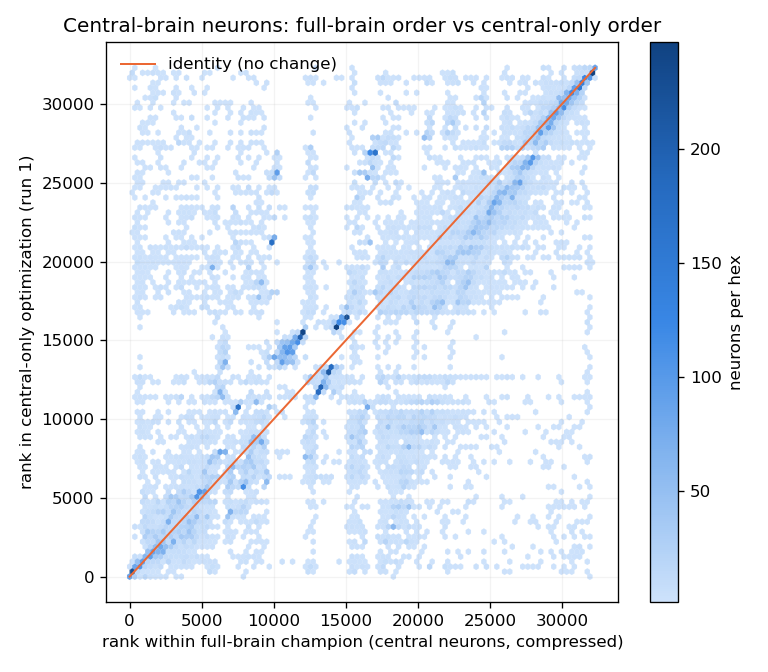 Central-brain neurons: full-brain order vs central-only order
identity (no change)
rank in central-only optimization (run 1)
30000
25000
20000
15000
10000
5000
0
0 5000 10000 15000 20000 25000 30000
rank within full-brain champion (central neurons, compressed)
200
150
100
50
neurons per hex